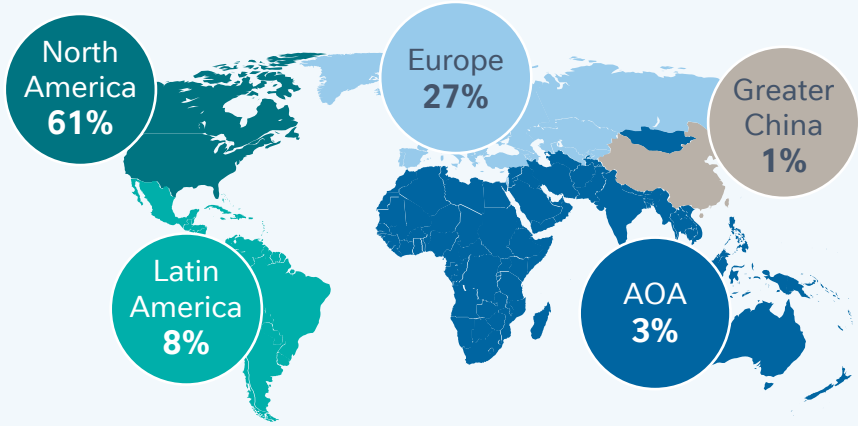 North
America
61%
Europe
27%
Greater
China
1%
Latin
America
8%
AOA
3%